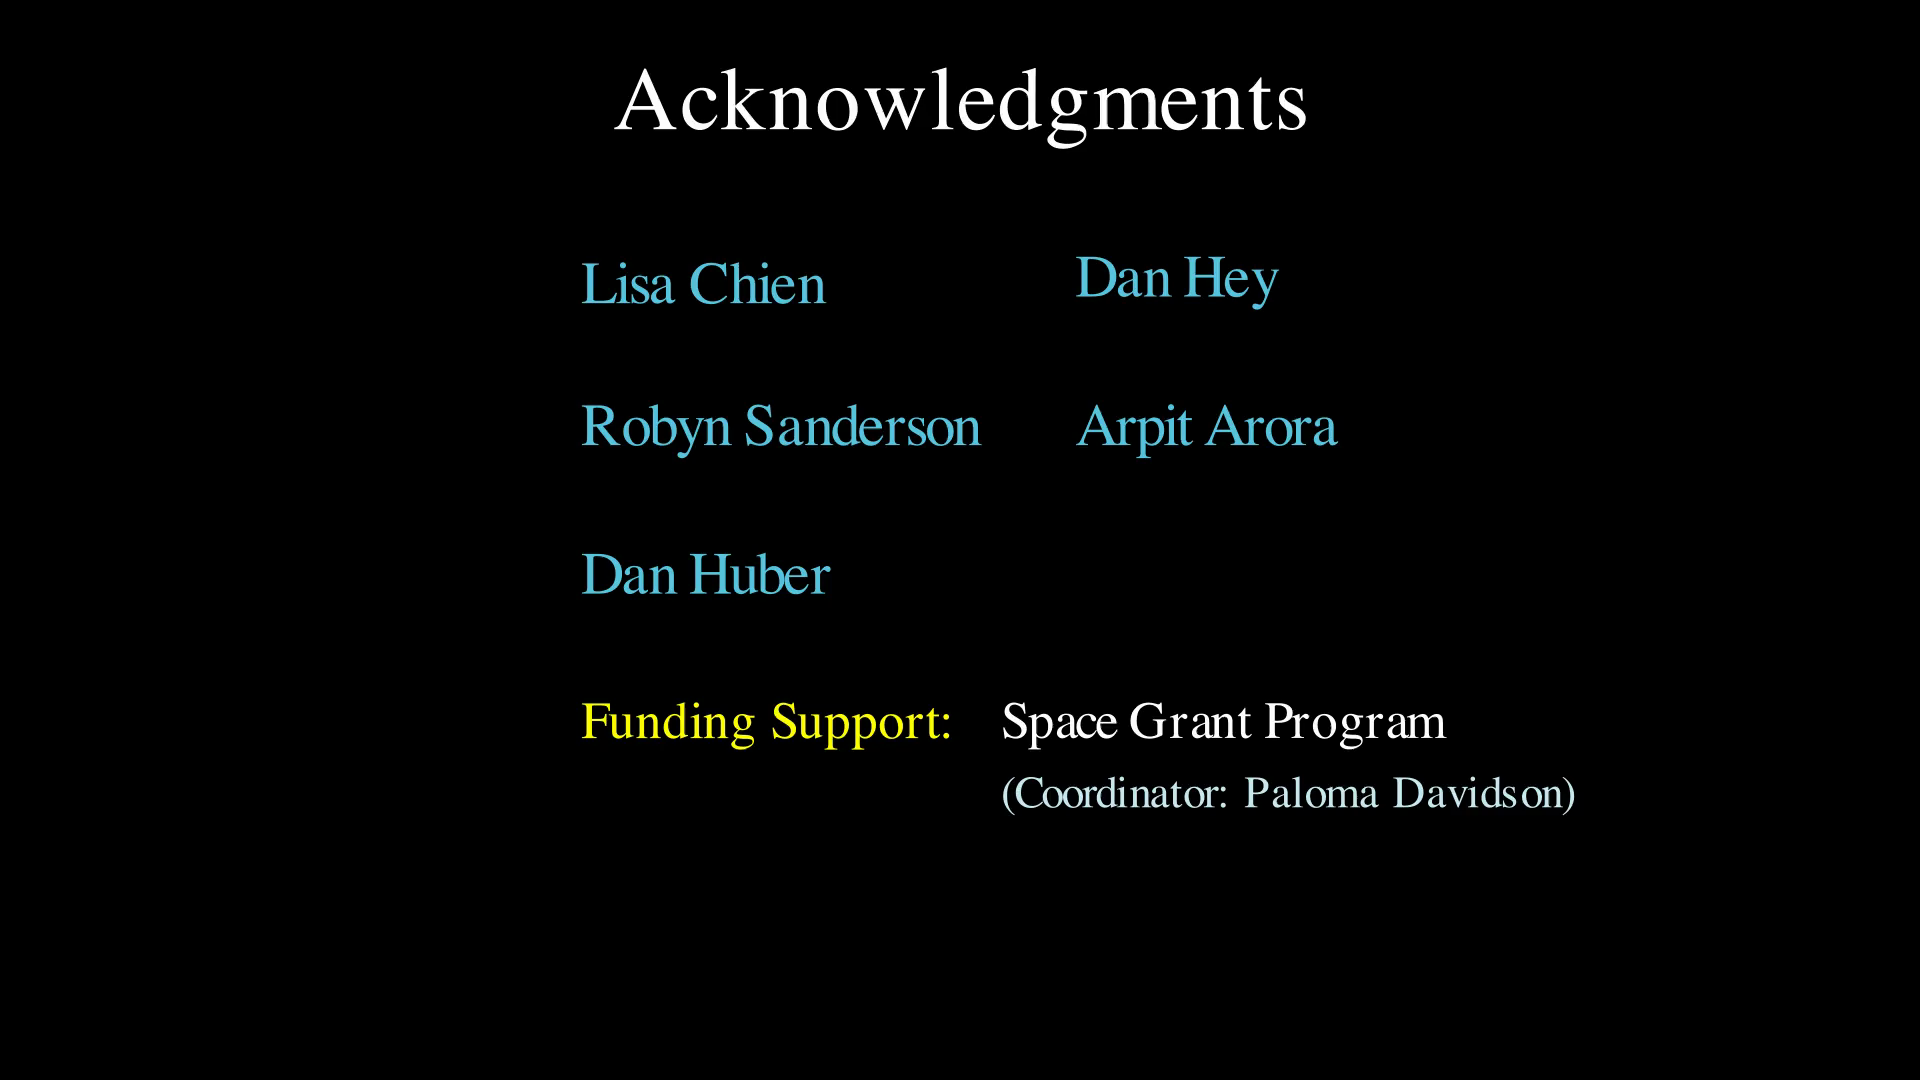 Acknowledgments
Lisa Chien
Dan Hey
Robyn Sanderson
Arpit Arora
Dan Huber
Funding Support: Space Grant Program
(Coordinator: Paloma Davidson)